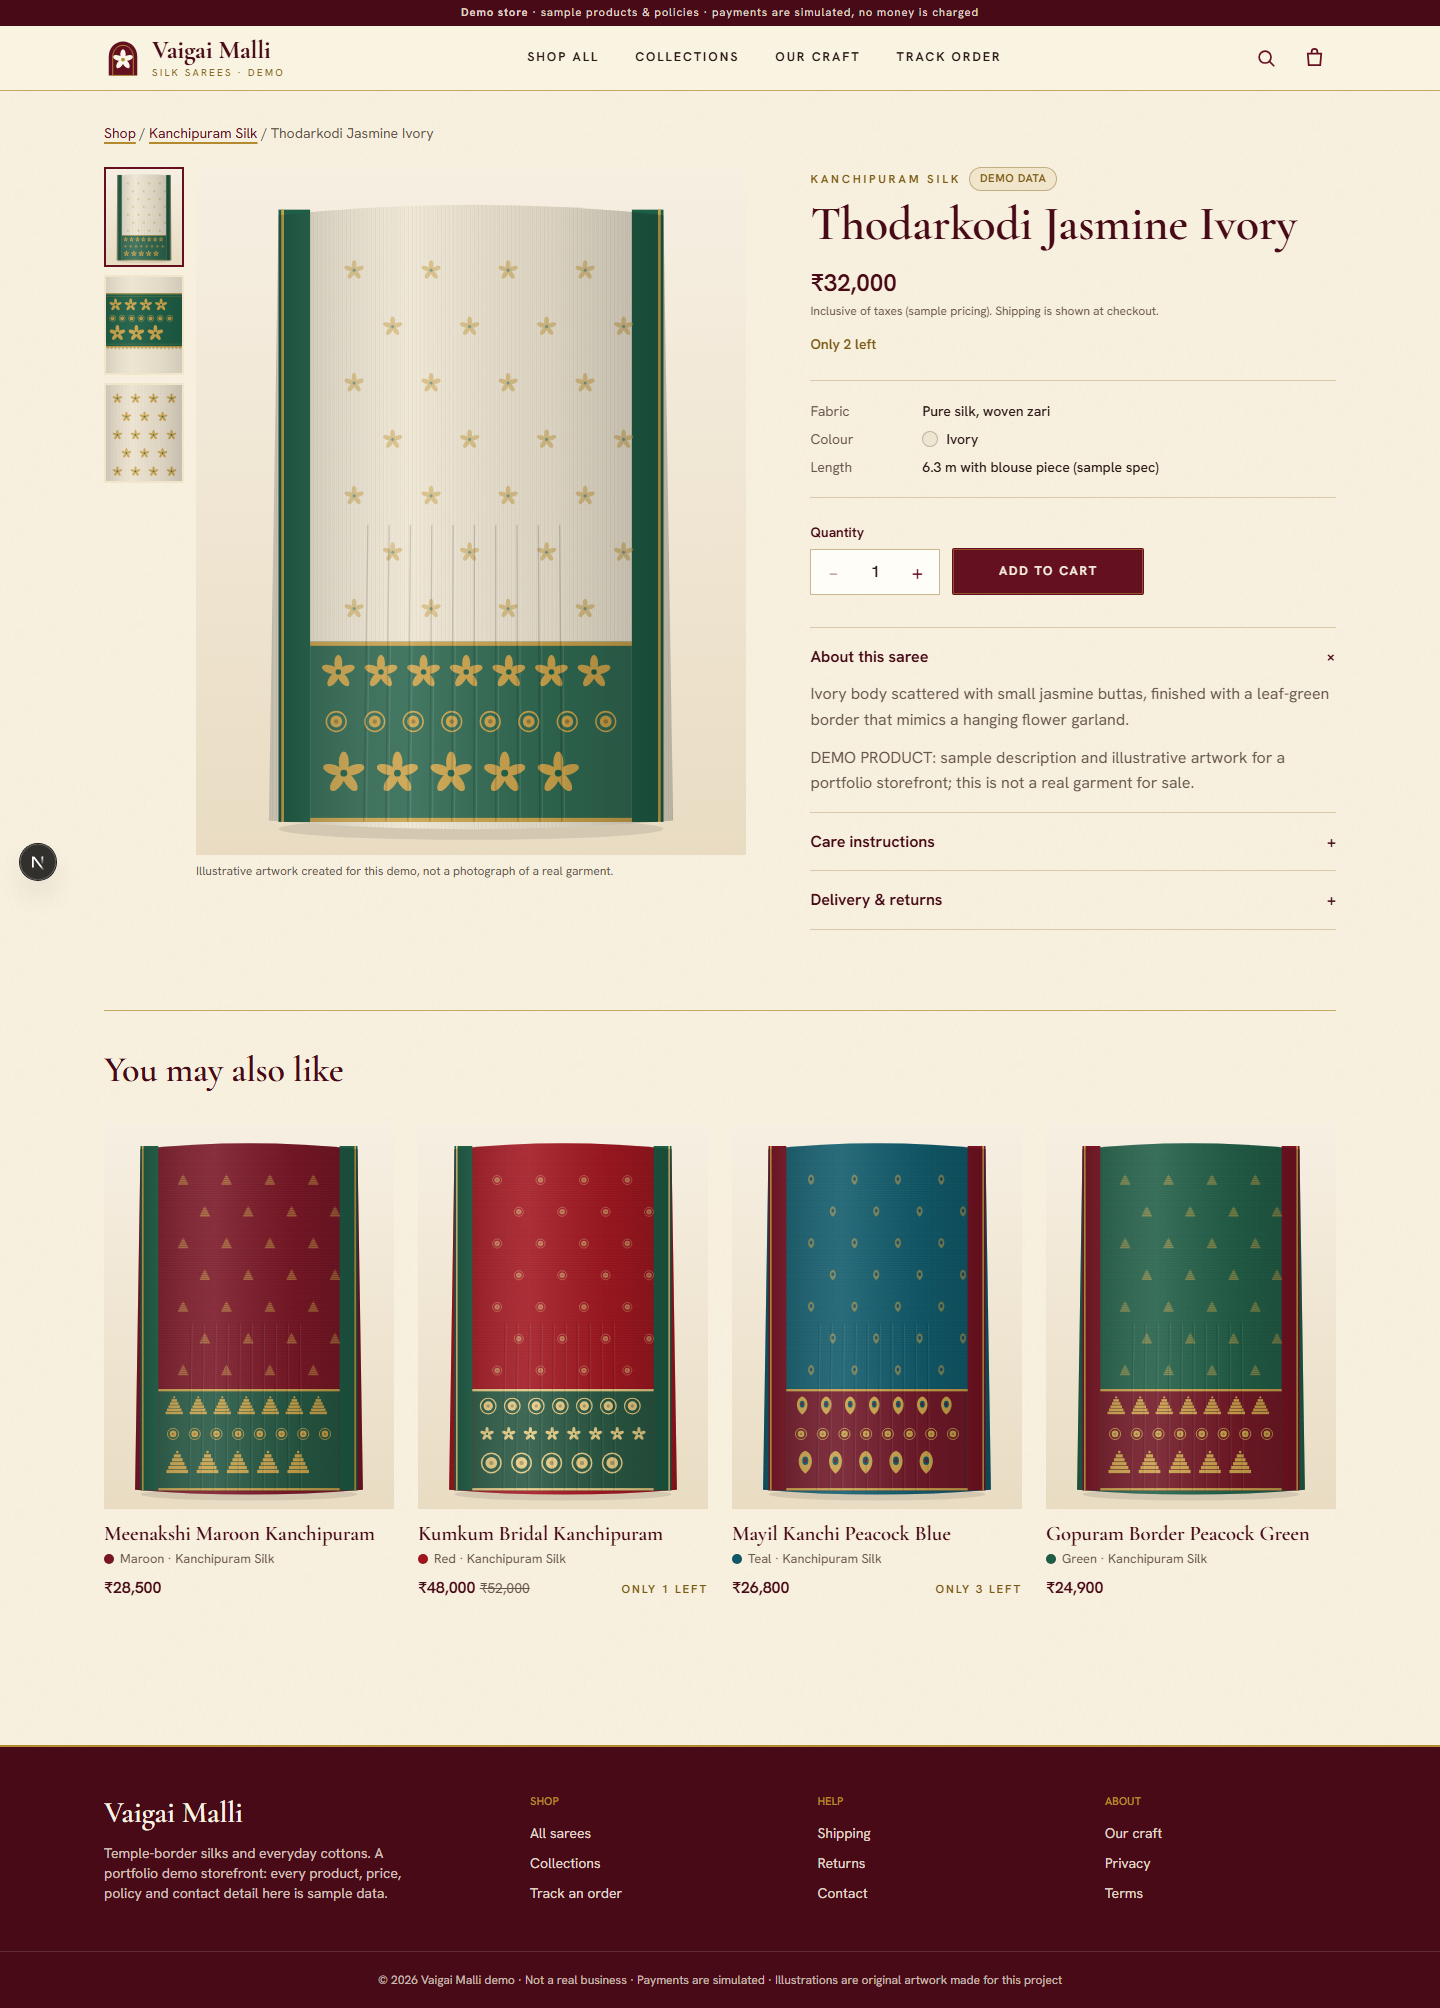 Demo store · sample products & policies · payments are simulated, no money is charged
Vaigai Malli
SILK SAREES · DEMO
SHOP ALL
COLLECTIONS
OUR CRAFT
TRACK ORDER
Shop / Kanchipuram Silk / Thodarkodi Jasmine Ivory
KANCHIPURAM SILK
DEMO DATA
Thodarkodi Jasmine Ivory
₹32,000
Inclusive of taxes (sample pricing). Shipping is shown at checkout.
Only 2 left
Fabric Pure silk, woven zari
Colour Ivory
Length 6.3 m with blouse piece (sample spec)
Quantity
− 1 +
ADD TO CART
About this saree ×
Ivory body scattered with small jasmine buttas, finished with a leaf-green
border that mimics a hanging flower garland.
DEMO PRODUCT: sample description and illustrative artwork for a
portfolio storefront; this is not a real garment for sale.
Care instructions +
Delivery & returns +
Illustrative artwork created for this demo, not a photograph of a real garment.
N
You may also like
Meenakshi Maroon Kanchipuram
Maroon · Kanchipuram Silk
₹28,500
Kumkum Bridal Kanchipuram
Red · Kanchipuram Silk
₹48,000 ₹52,000 ONLY 1 LEFT
Mayil Kanchi Peacock Blue
Teal · Kanchipuram Silk
₹26,800 ONLY 3 LEFT
Gopuram Border Peacock Green
Green · Kanchipuram Silk
₹24,900
Vaigai Malli
Temple-border silks and everyday cottons. A
portfolio demo storefront: every product, price,
policy and contact detail here is sample data.
SHOP
All sarees
Collections
Track an order
HELP
Shipping
Returns
Contact
ABOUT
Our craft
Privacy
Terms
© 2026 Vaigai Malli demo · Not a real business · Payments are simulated · Illustrations are original artwork made for this project